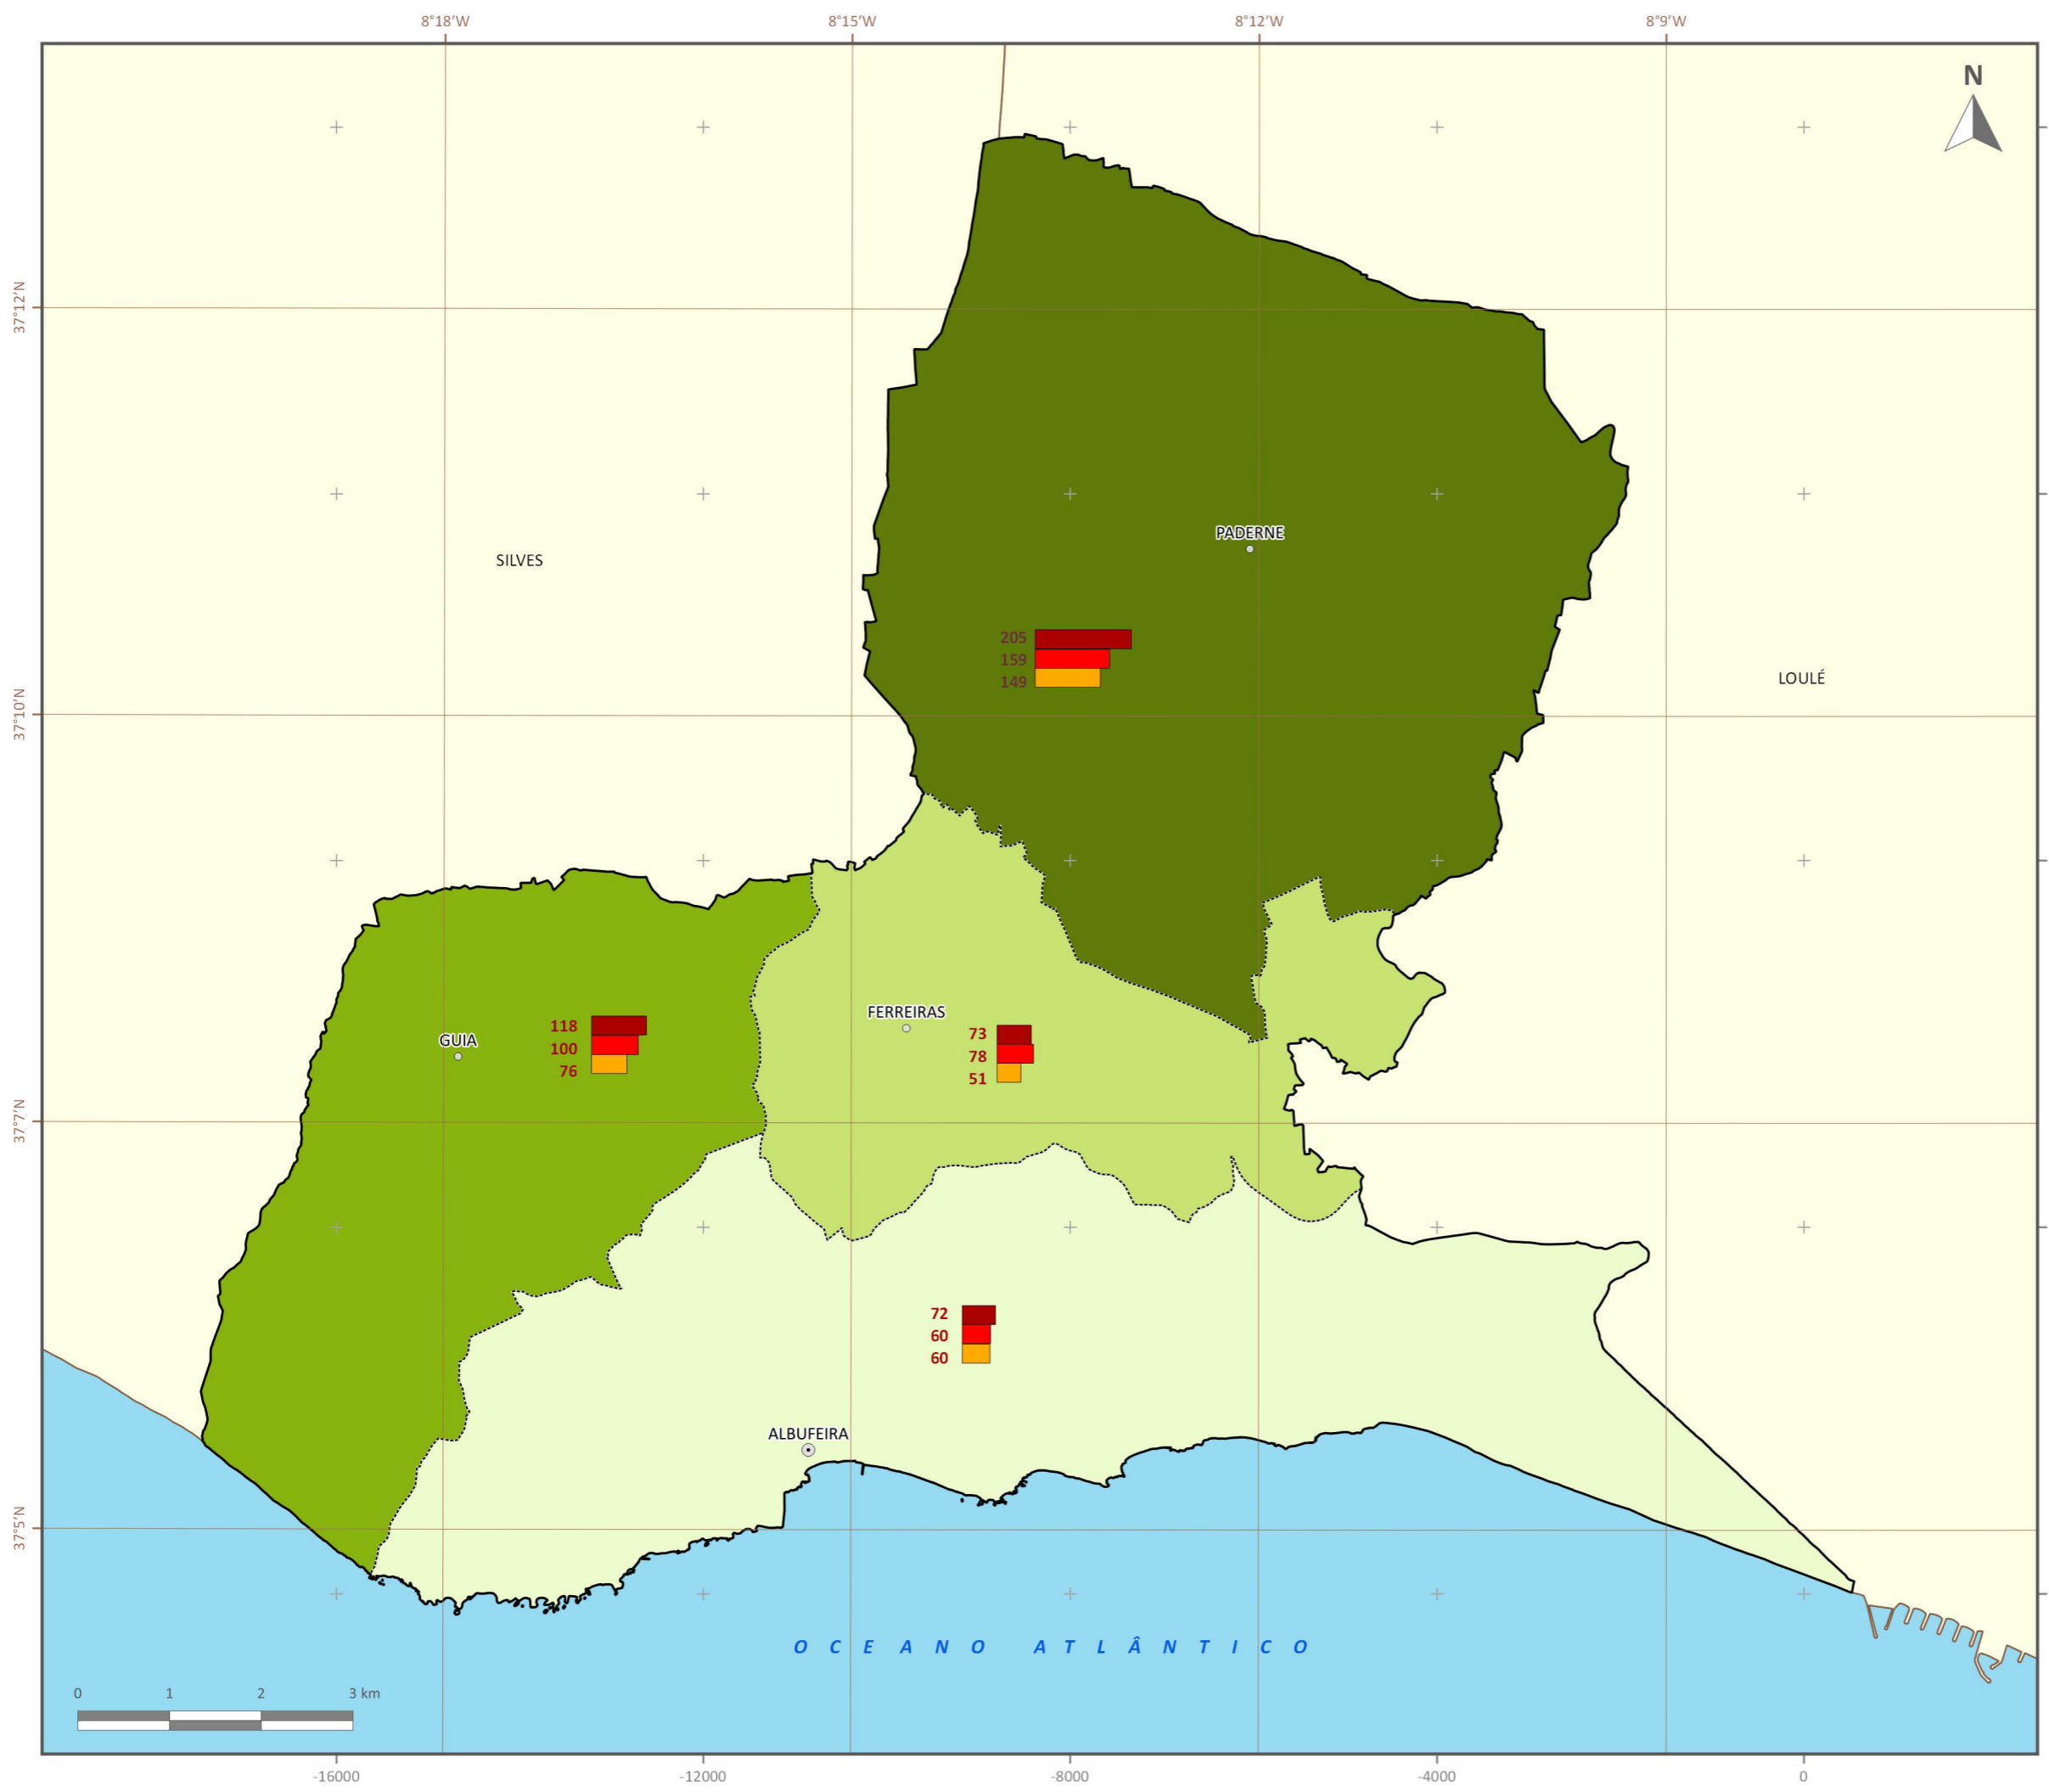 8°18'W 8°15'W 8°12'W 8°9'W
N
37°12'N
PADERNE
SILVES
205
159
149
LOULÉ
37°10'N
FERREIRAS
118
100
76
GUIA
73
78
51
37°7'N
72
60
60
ALBUFEIRA
37°5'N
OCEANO ATLÂNTICO
0 1 2 3 km
-16000 -12000 -8000 -4000 0